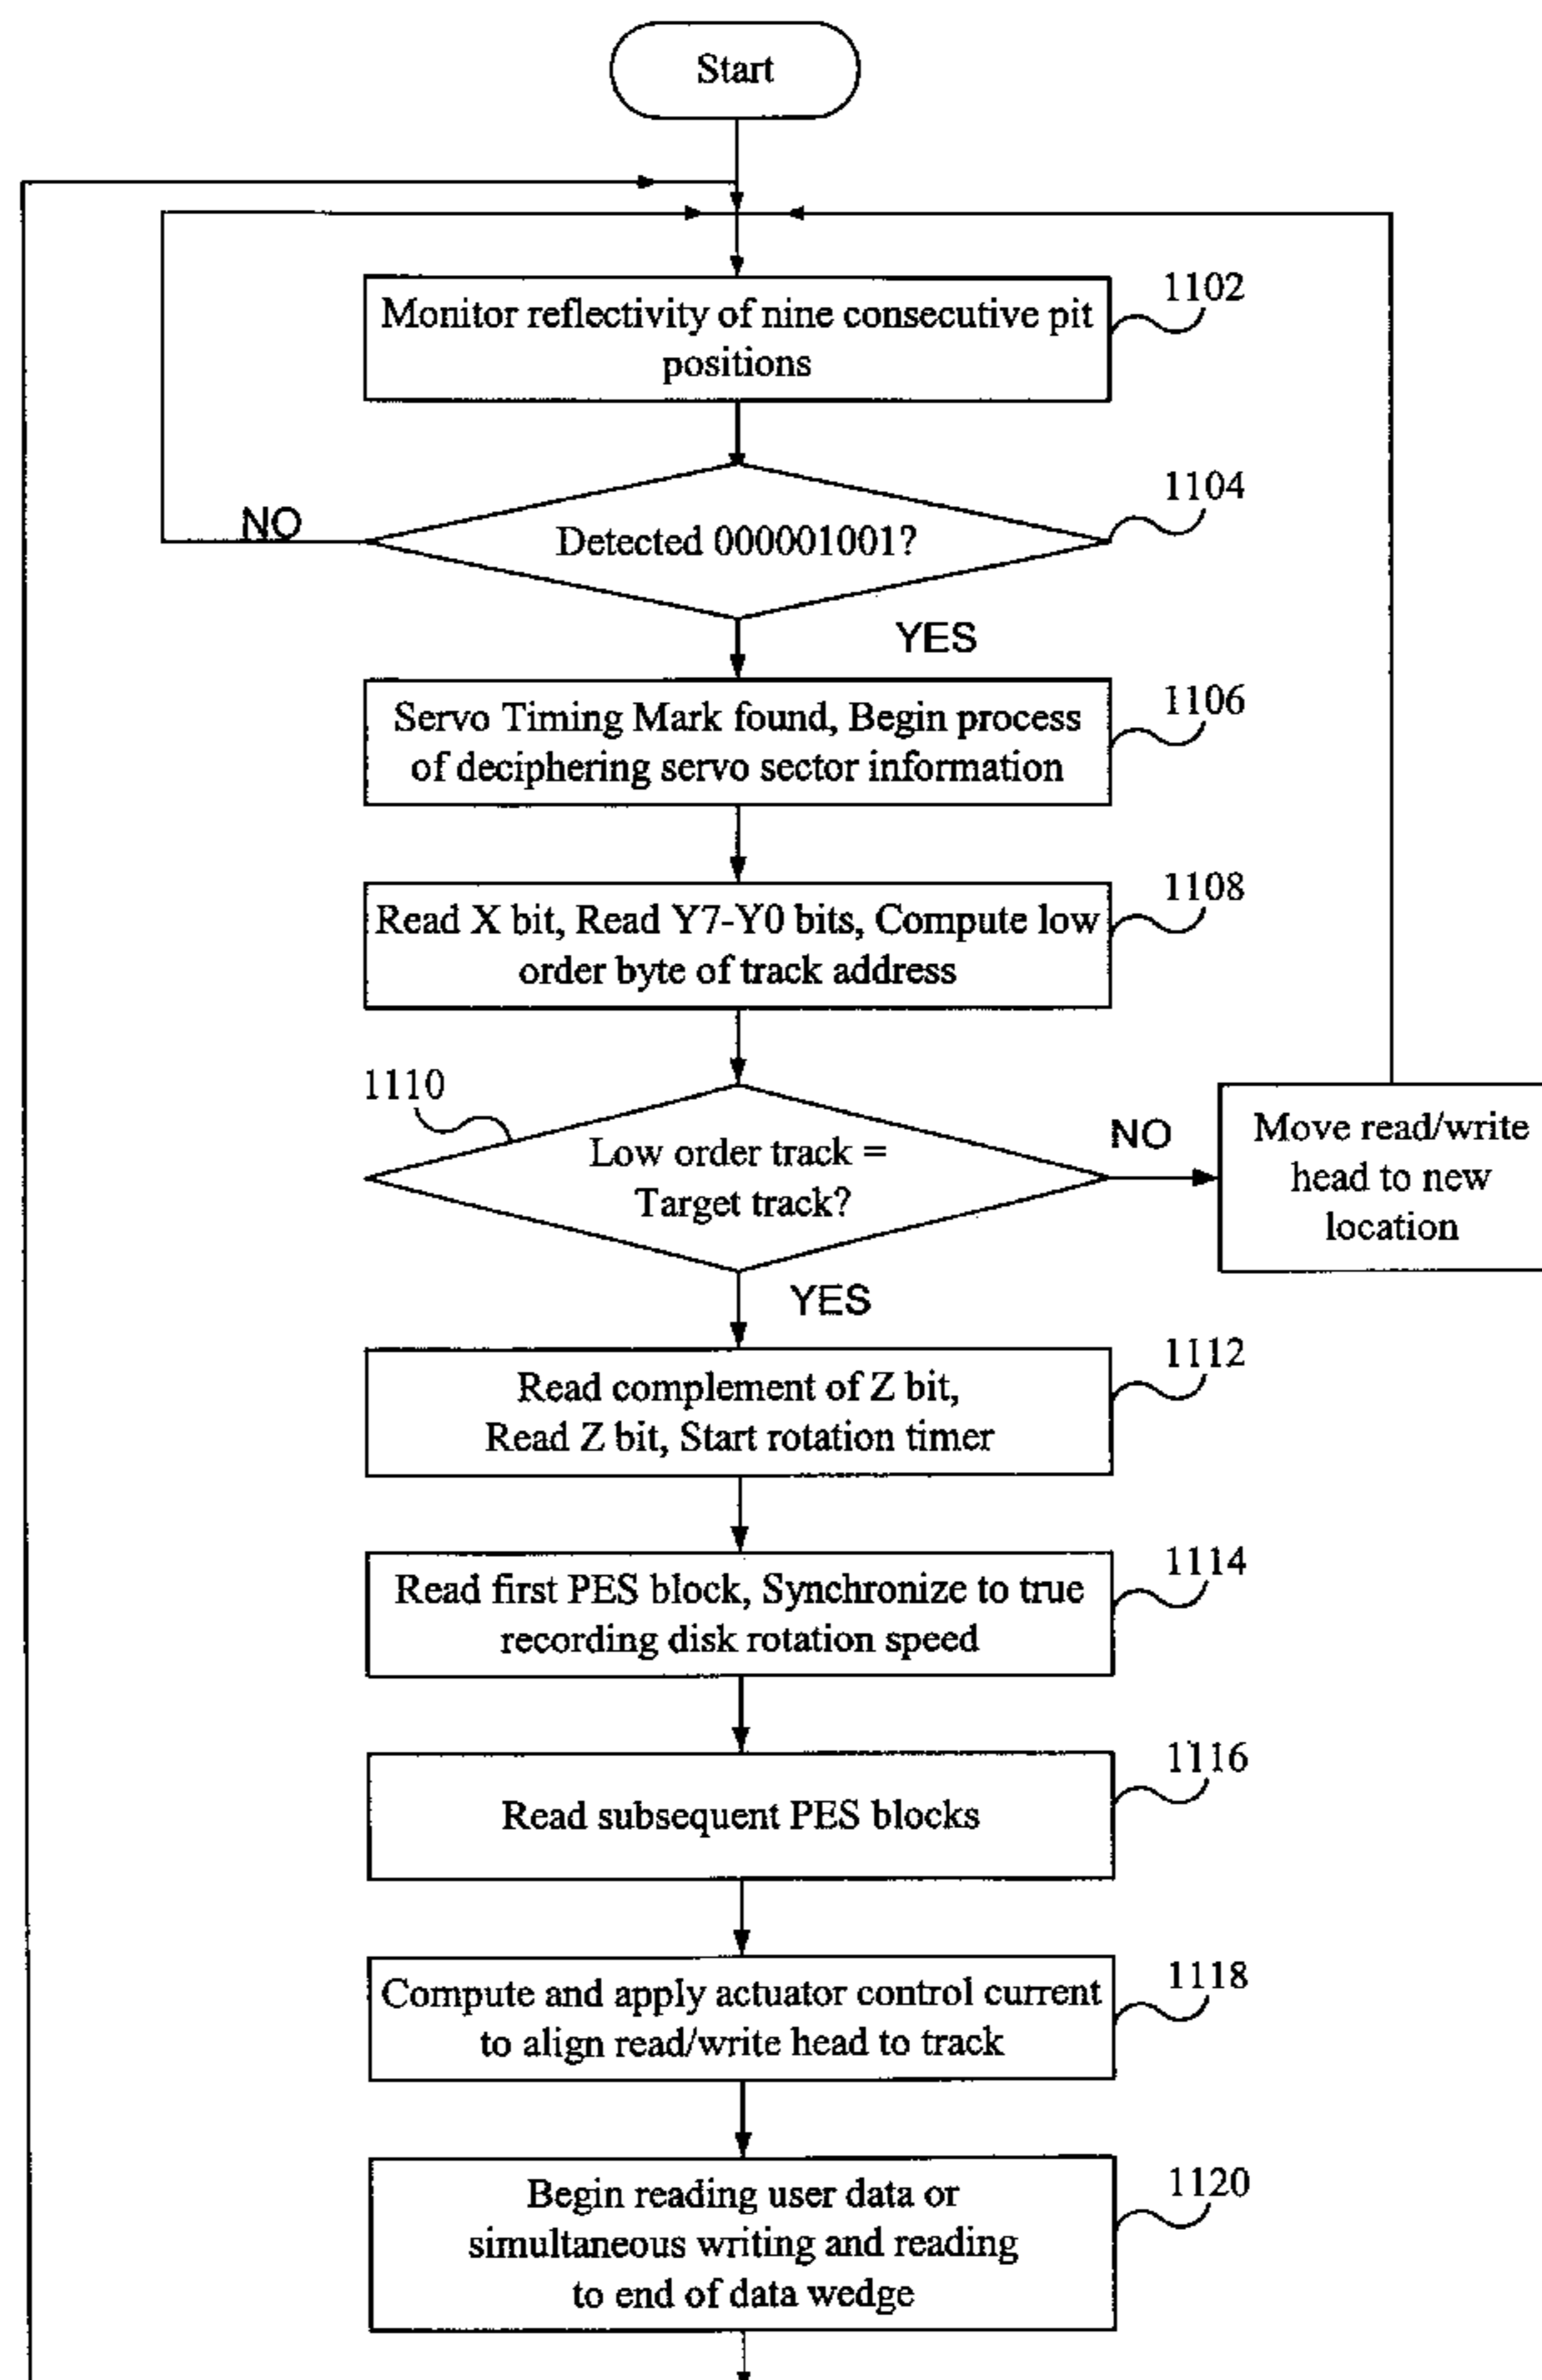 Start
1102
Monitor reflectivity of nine consecutive pit
positions
1104
NO
Detected 000001001?
YES
1106
Servo Timing Mark found, Begin process
of deciphering servo sector information
1108
Read X bit, Read Y7-Y0 bits, Compute low
order byte of track address
1110
Low order track =
Target track?
NO
Move read/write
head to new
location
YES
1112
Read complement of Z bit,
Read Z bit, Start rotation timer
1114
Read first PES block, Synchronize to true
recording disk rotation speed
1116
Read subsequent PES blocks
1118
Compute and apply actuator control current
to align read/write head to track
1120
Begin reading user data or
simultaneous writing and reading
to end of data wedge